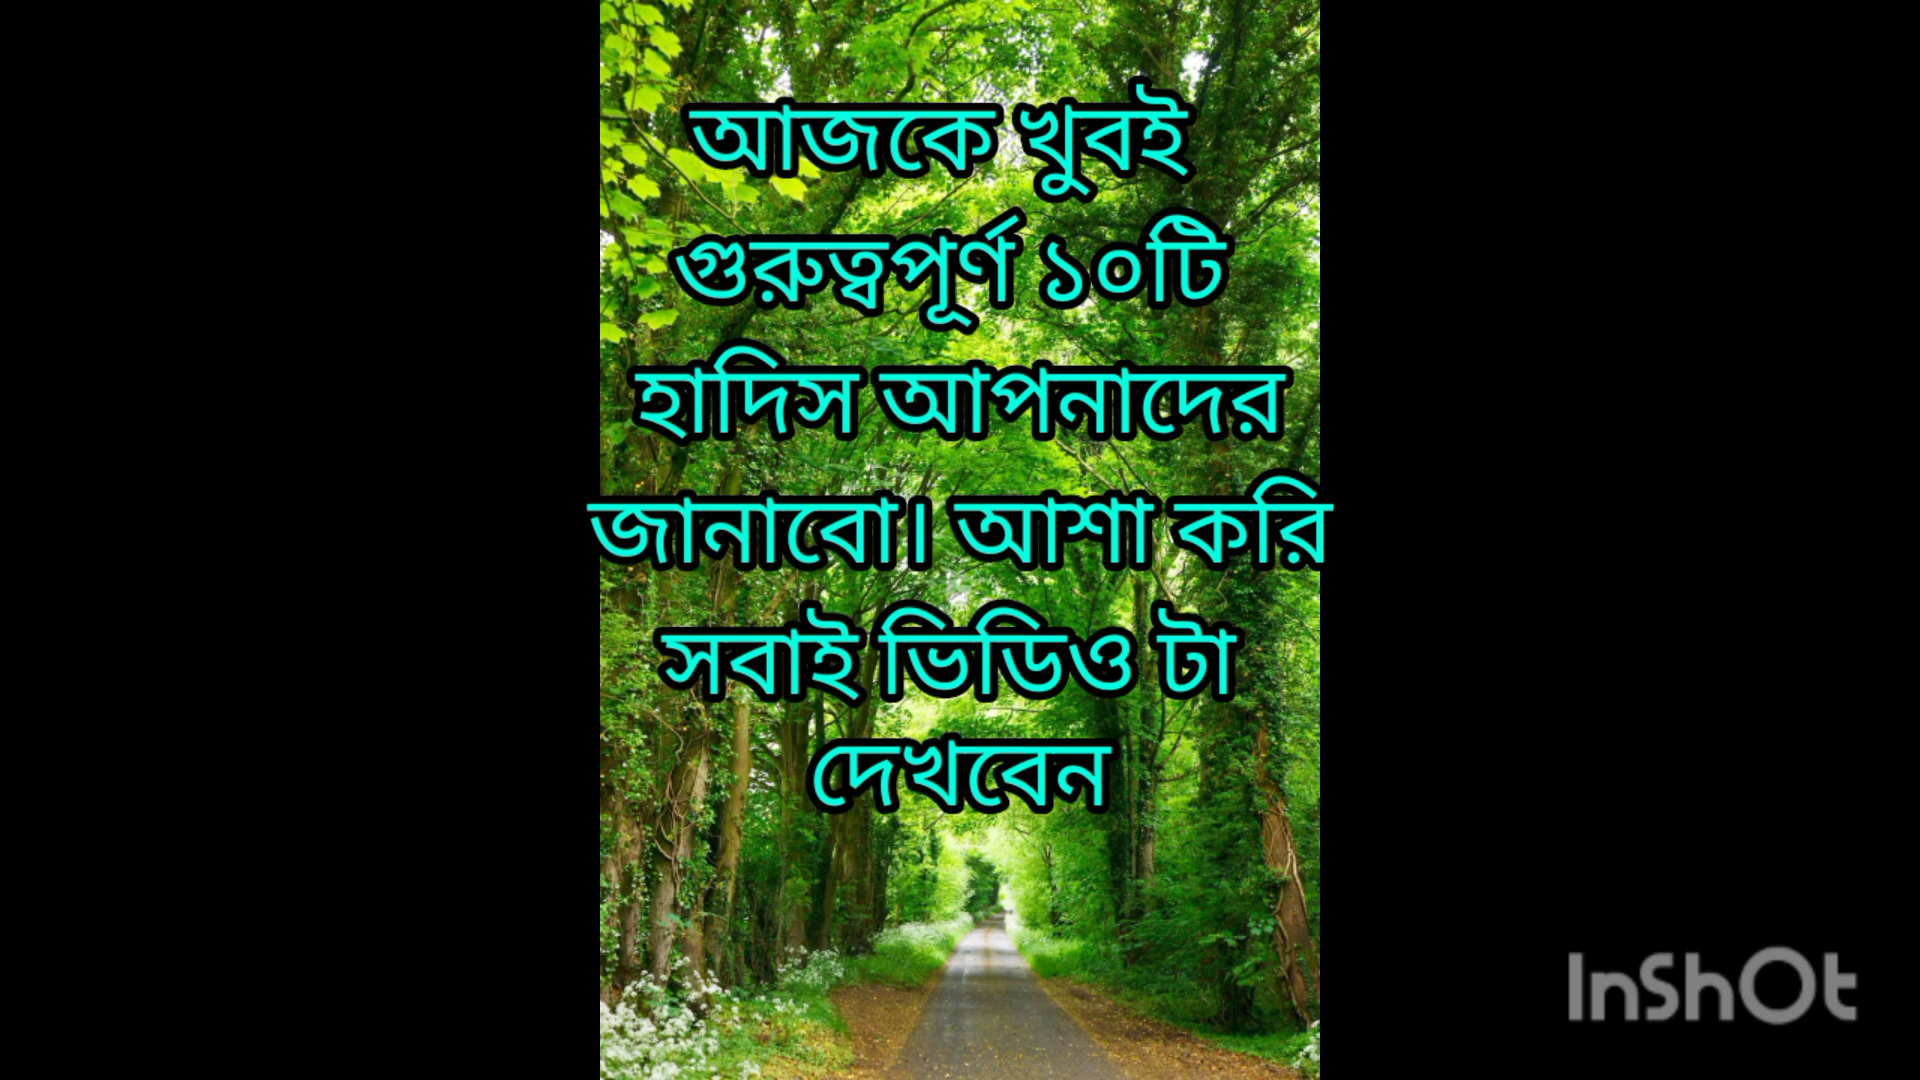 আজকে খুবই
গুরুত্বপূর্ণ ১০টি
হাদিস আপনাদের
জানাবো। আশা করি
সবাই ভিডিও টা
দেখবেন
InShOt